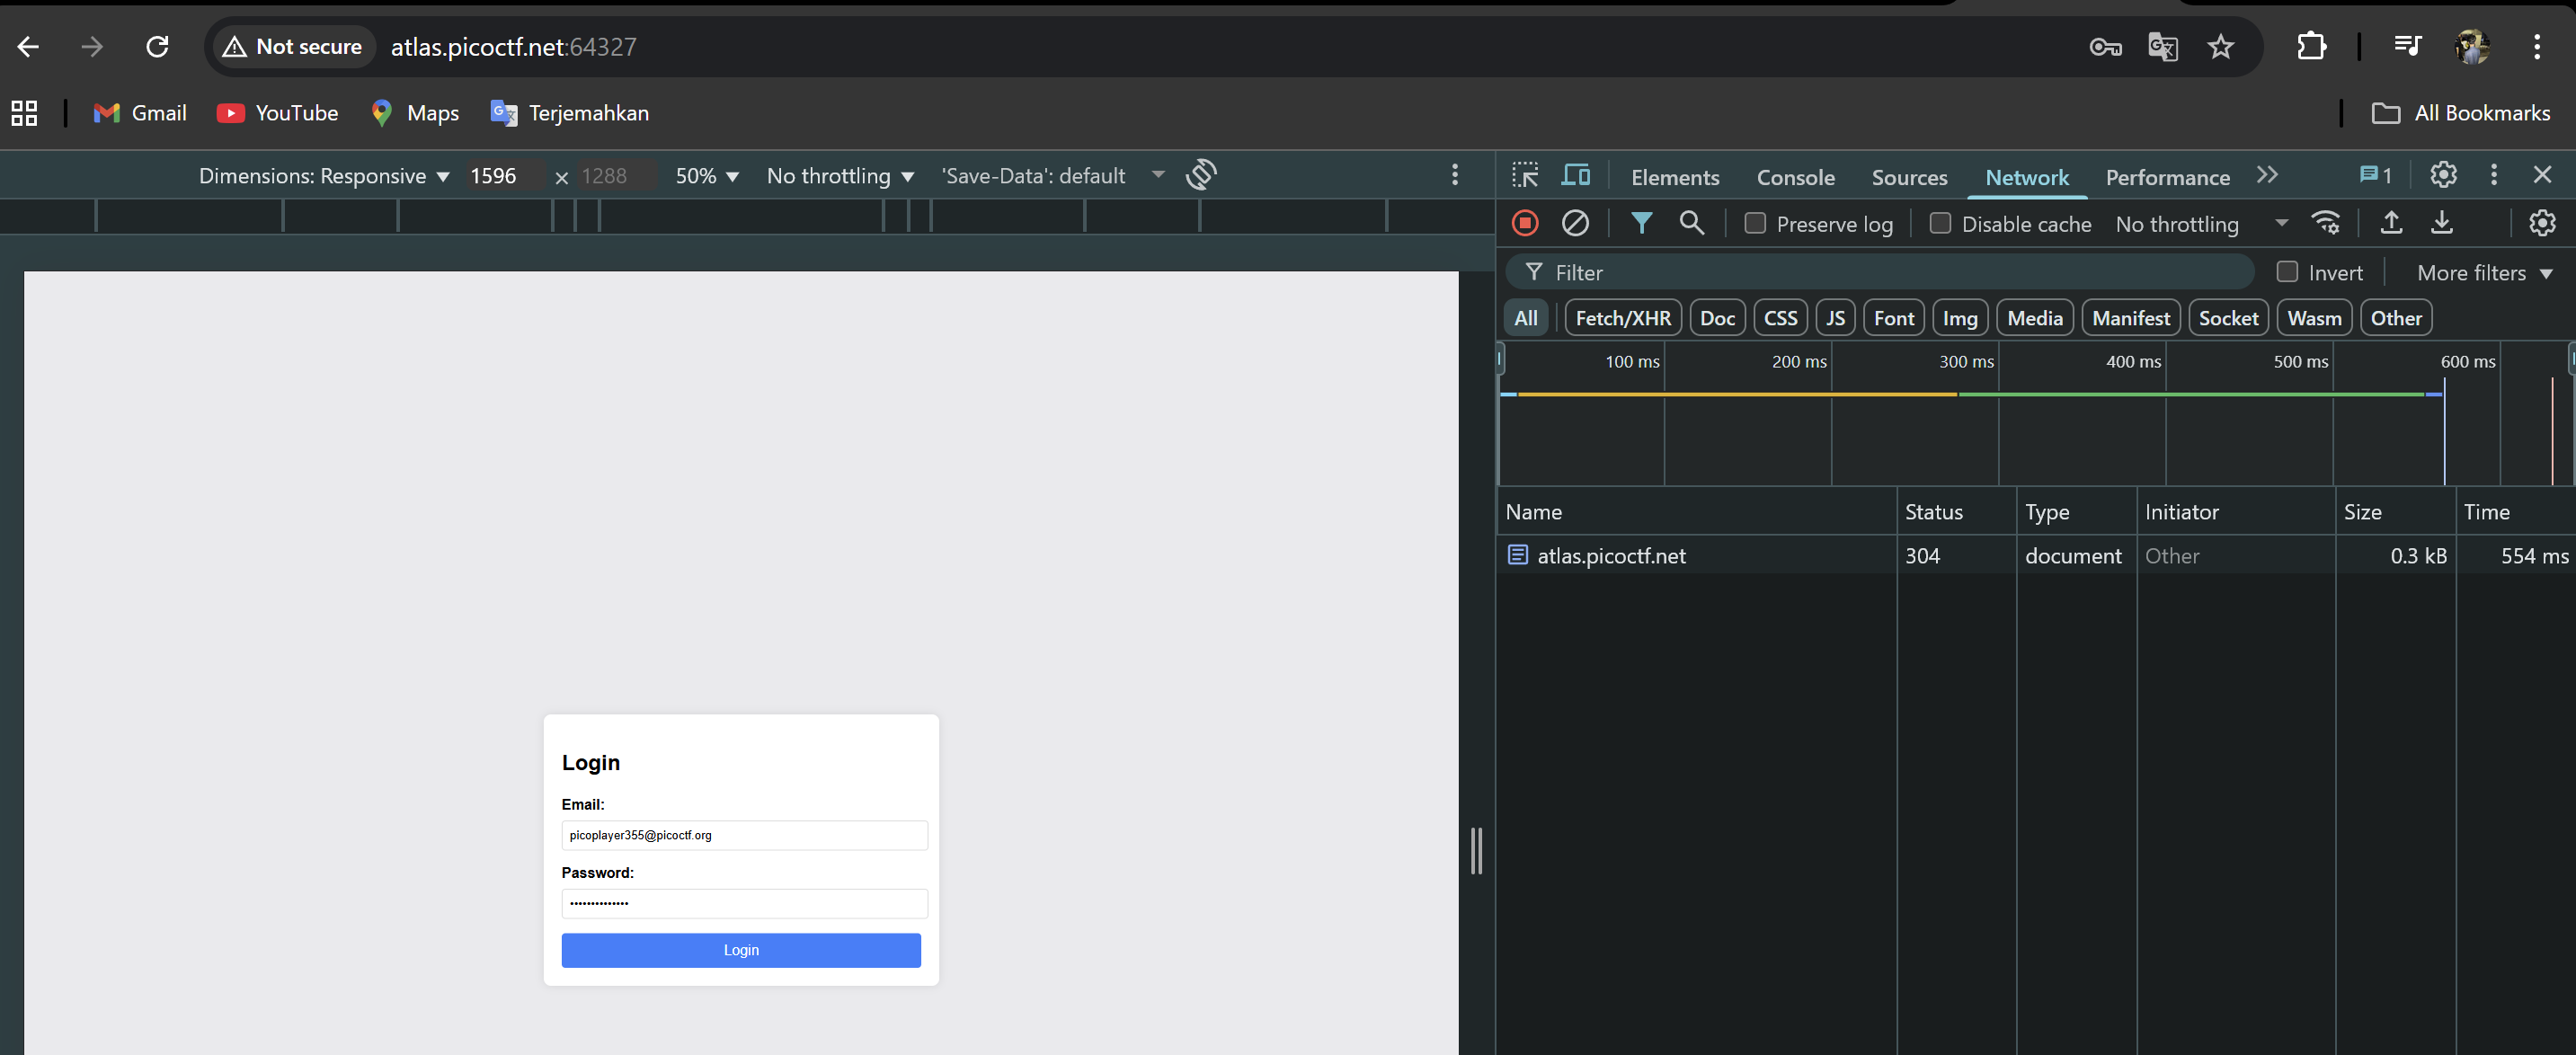 Not secure atlas.picoctf.net:64327
Gmail YouTube Maps Terjemahkan All Bookmarks
Dimensions: Responsive 1596 × 1288 50% No throttling 'Save-Data': default
Elements Console Sources Network Performance 1
Preserve log Disable cache No throttling
Filter Invert More filters
All Fetch/XHR Doc CSS JS Font Img Media Manifest Socket Wasm Other
100 ms 200 ms 300 ms 400 ms 500 ms 600 ms
Name Status Type Initiator Size Time
atlas.picoctf.net 304 document Other 0.3 kB 554 ms
Login
Email:
picoplayer355@picoctf.org
Password:
••••••••••••••
Login